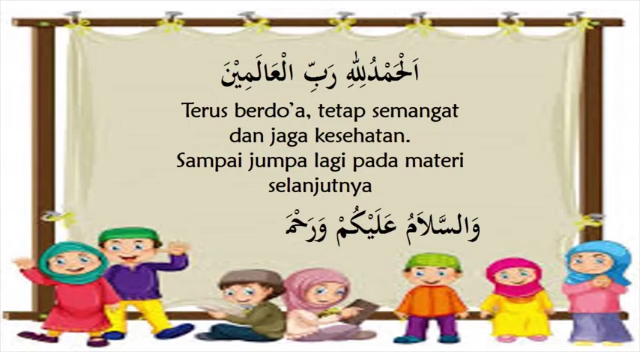 اَلْحَمْدُلِلّٰهِ رَبِّ الْعَالَمِيْنَ
Terus berdo'a, tetap semangat
dan jaga kesehatan.
Sampai jumpa lagi pada materi
selanjutnya
وَالسَّلاَمُ عَلَيْكُمْ وَرَحْمَ